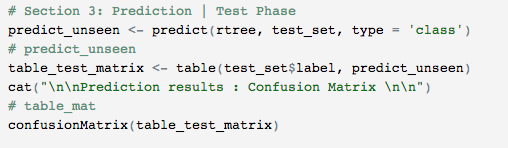 # Section 3: Prediction | Test Phase
predict_unseen <- predict(rtree, test_set, type = 'class')
# predict_unseen
table_test_matrix <- table(test_set$label, predict_unseen)
cat("\n\nPrediction results : Confusion Matrix \n\n")
# table_mat
confusionMatrix(table_test_matrix)